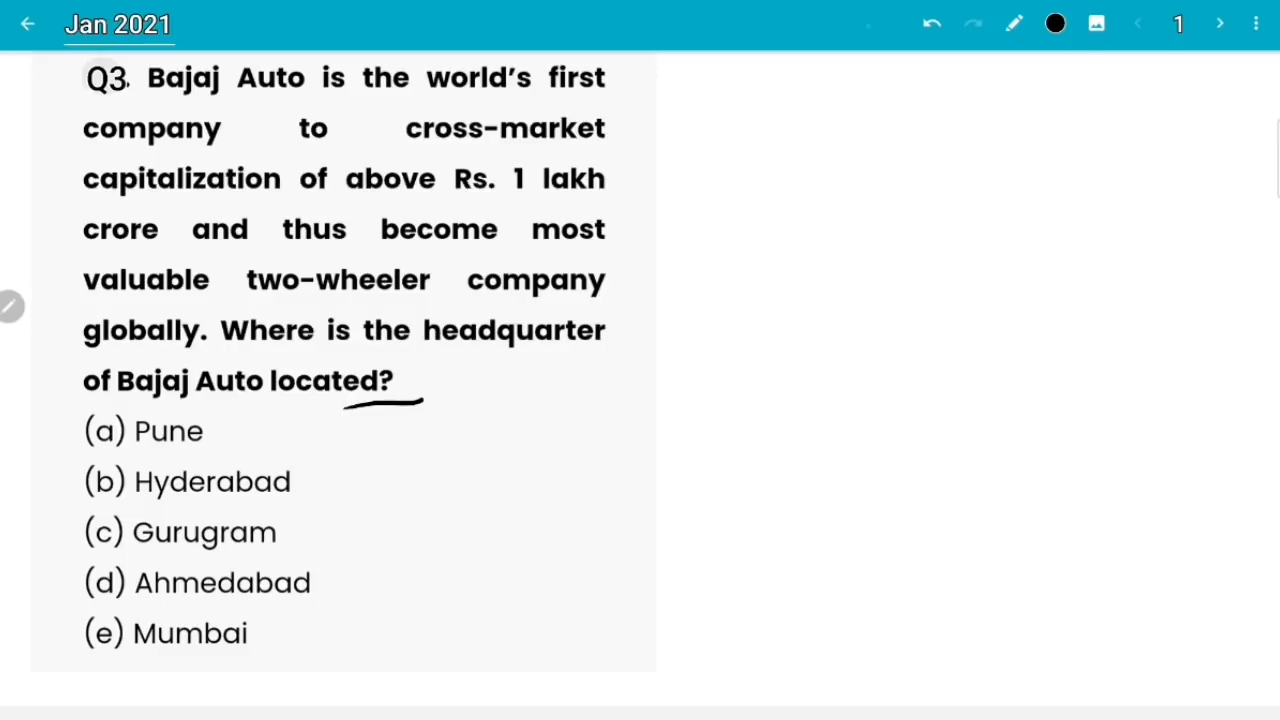 Jan 2021
1
Q3. Bajaj Auto is the world's first
company to cross-market
capitalization of above Rs. 1 lakh
crore and thus become most
valuable two-wheeler company
globally. Where is the headquarter
of Bajaj Auto located?
(a) Pune
(b) Hyderabad
(c) Gurugram
(d) Ahmedabad
(e) Mumbai